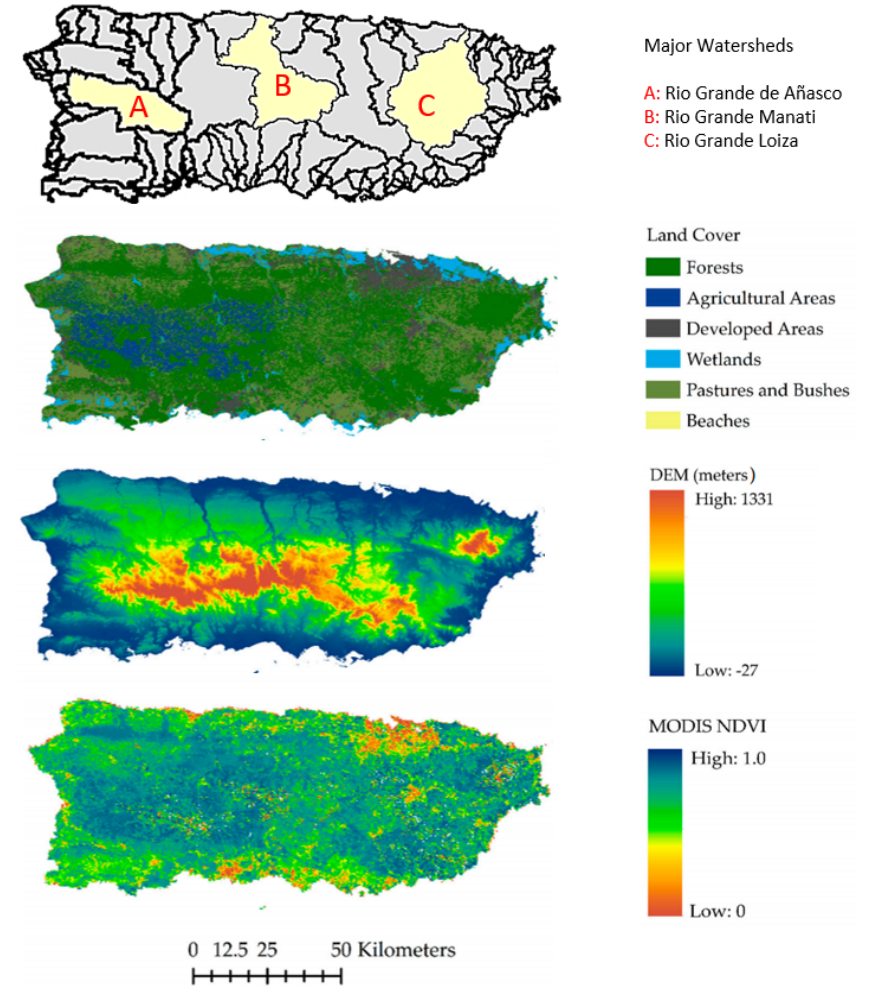 Major Watersheds
A: Rio Grande de Añasco
B: Rio Grande Manati
C: Rio Grande Loiza
A
B
C
Land Cover
Forests
Agricultural Areas
Developed Areas
Wetlands
Pastures and Bushes
Beaches
DEM (meters)
High: 1331
Low: -27
MODIS NDVI
High: 1.0
Low: 0
0 12.5 25 50 Kilometers